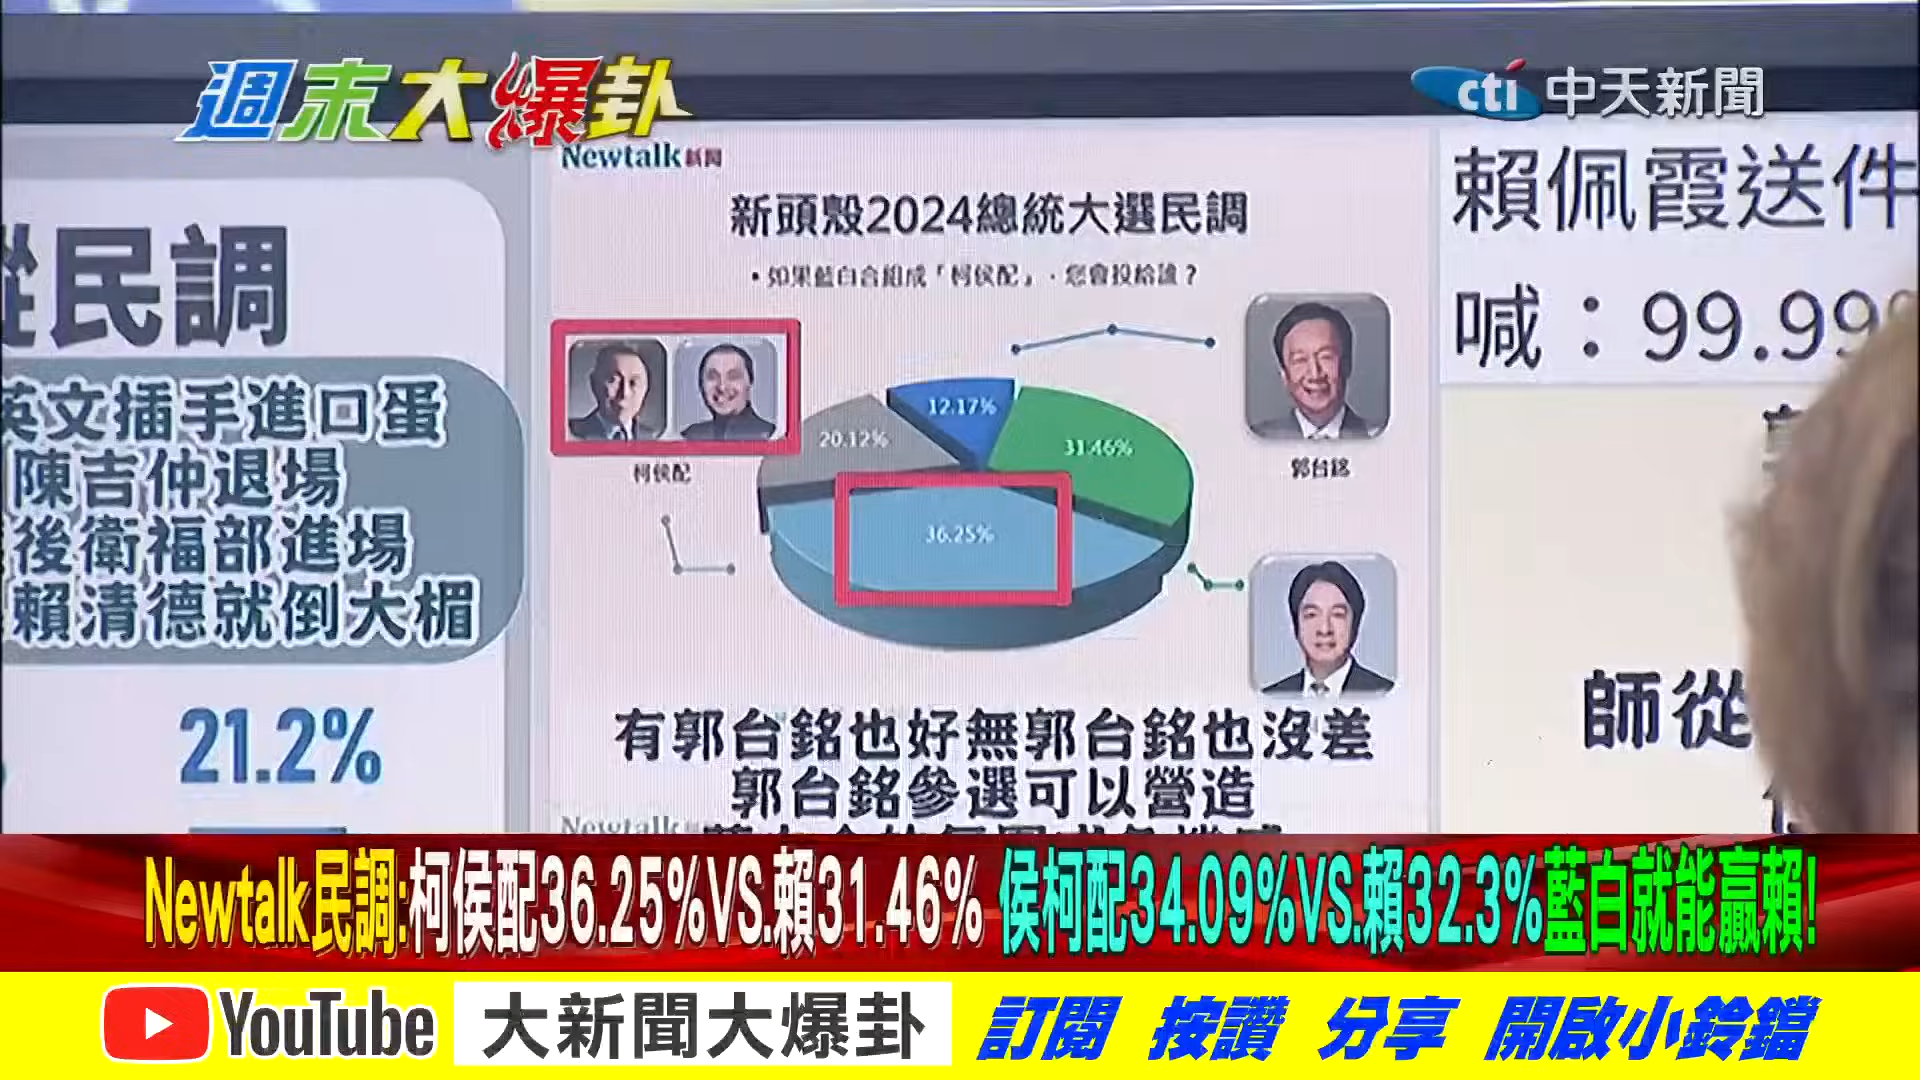 週末大爆卦
cti 中天新聞
民調
英文插手進口蛋
陳吉仲退場
後衛福部進場
賴清德就倒大楣
21.2%
Newtalk新聞
新頭殼2024總統大選民調
•如果藍白合組成「柯侯配」,您會投給誰?
柯侯配
20.12%
12.17%
31.46%
36.25%
郭台銘
有郭台銘也好無郭台銘也沒差
郭台銘參選可以營造
Newtalk
賴佩霞送件
喊:99.99
師從
Newtalk民調:柯侯配36.25%VS.賴31.46% 侯柯配34.09%VS.賴32.3%藍白就能贏賴!
YouTube 大新聞大爆卦 訂閱 按讚 分享 開啟小鈴鐺